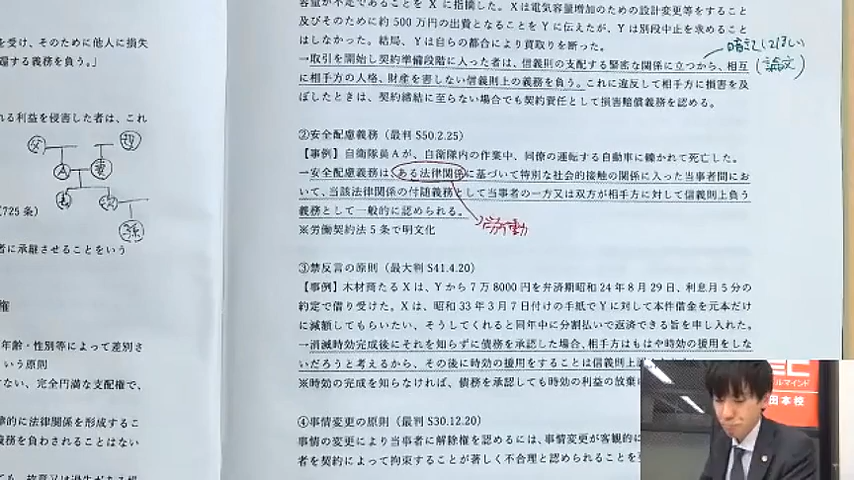 を受け、そのために他人に損失
する義務を負う。」
れる利益を侵害した者は、これ
父
A
妻
孫
(725条)
者に承継させることをいう
権
年齢・性別等によって差別さ
いう原則
ない、完全円満な支配権で、
律的に法律関係を形成するこ
義務を負わされることはない
容量が不足であることを X に指摘した。X は電気容量増加のための設計変更等をすること
及びそのために約 500 万円の出費となることを Y に伝えたが、Y は別段中止を求めること
はしなかった。結局、Y は自らの都合により買取りを断った。
→取引を開始し契約準備段階に入った者は、信義則の支配する緊密な関係に立つから、相互
に相手方の人格、財産を害しない信義則上の義務を負う。これに違反して相手方に損害を及
ぼしたときは、契約締結に至らない場合でも契約責任として損害賠償義務を認める。
暗記してほしい
(論文)
②安全配慮義務（最判 S50.2.25）
【事例】自衛隊員 A が、自衛隊内の作業中、同僚の運転する自動車に轢かれて死亡した。
→安全配慮義務は、ある法律関係に基づいて特別な社会的接触の関係に入った当事者間にお
いて、当該法律関係の付随義務として当事者の一方又は双方が相手方に対して信義則上負う
義務として一般的に認められる。
労働
※労働契約法 5 条で明文化
③禁反言の原則（最大判 S41.4.20）
【事例】木材商たる X は、Y から 7 万 8000 円を弁済期昭和 24 年 8 月 29 日、利息月 5 分の
約定で借り受けた。X は、昭和 33 年 3 月 7 日付けの手紙で Y に対して本件借金を元本だけ
に減額してもらいたい、そうしてくれると同年中に分割払いで返済できる旨を申し入れた。
→消滅時効完成後にそれを知らずに債務を承認した場合、相手方はもはや時効の援用をしな
いだろうと考えるから、その後に時効の援用をすることは信義則上
※時効の完成を知らなければ、債務を承認しても時効の利益の放棄
④事情変更の原則（最判 S30.12.20）
事情の変更により当事者に解除権を認めるには、事情変更が客観的に
者を契約によって拘束することが著しく不合理と認められることを
EC
ルマインド
田本校